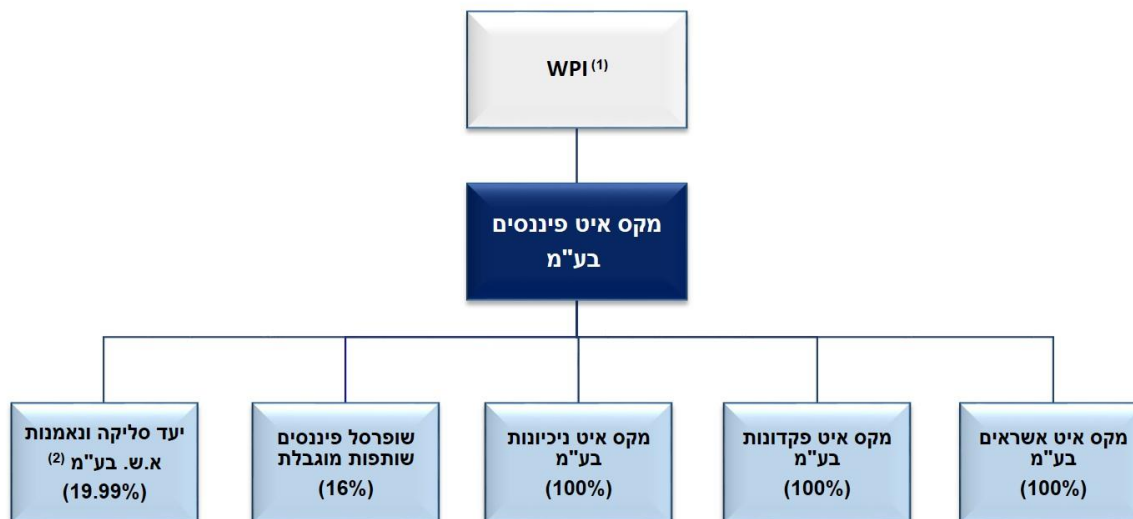 WPI (1)
מקס איט פיננסים
בע"מ
מקס איט אשראים
בע"מ
(100%)
מקס איט פקדונות
בע"מ
(100%)
מקס איט ניכיונות
בע"מ
(100%)
שופרסל פיננסים
שותפות מוגבלת
(16%)
יעד סליקה ונאמנות
א.ש. בע"מ (2)
(19.99%)